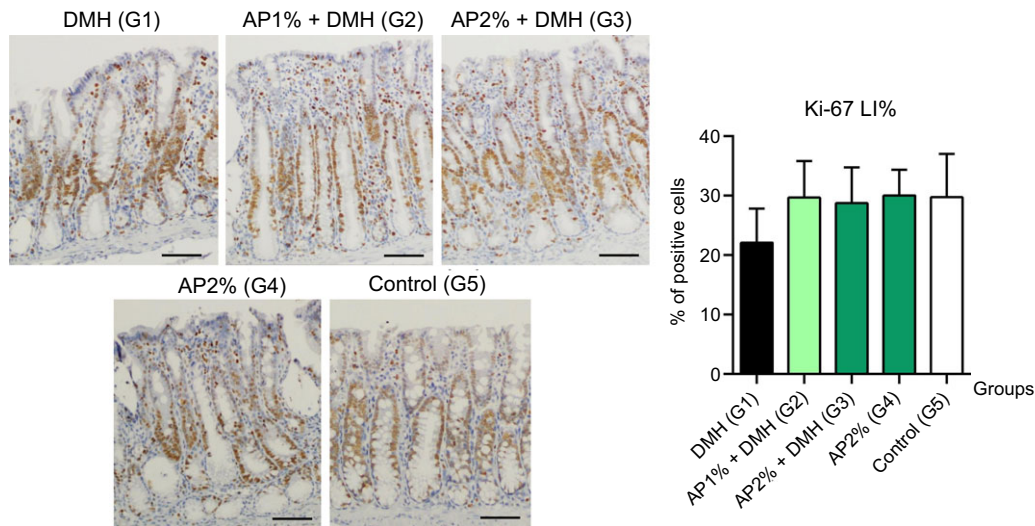 DMH (G1)
AP1% + DMH (G2)
AP2% + DMH (G3)
AP2% (G4)
Control (G5)
Ki-67 LI%
% of positive cells
40
30
20
10
0
DMH (G1)
AP1% + DMH (G2)
AP2% + DMH (G3)
AP2% (G4)
Control (G5)
Groups